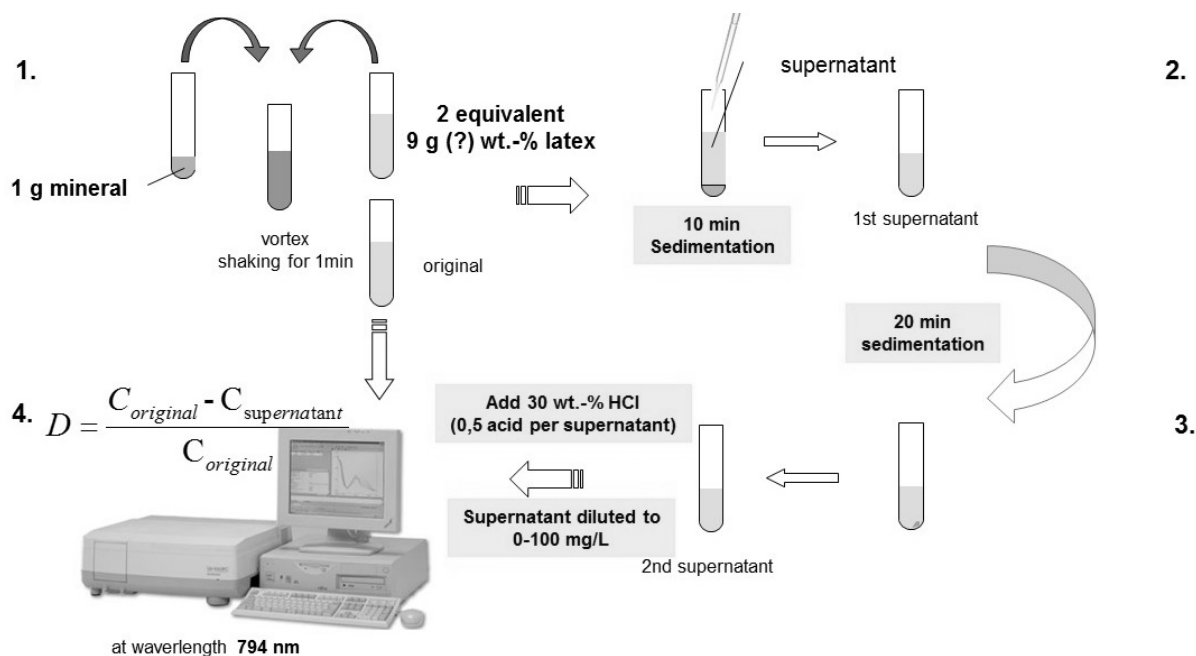 1.
2 equivalent
9 g (?) wt.-% latex
1 g mineral
vortex
shaking for 1min
original
2.
supernatant
10 min
Sedimentation
1st supernatant
20 min
sedimentation
3.
2nd supernatant
Add 30 wt.-% HCl
(0,5 acid per supernatant)
Supernatant diluted to
0-100 mg/L
4.
D = (C_original - C_supernatant) / C_original
at waverlength 794 nm